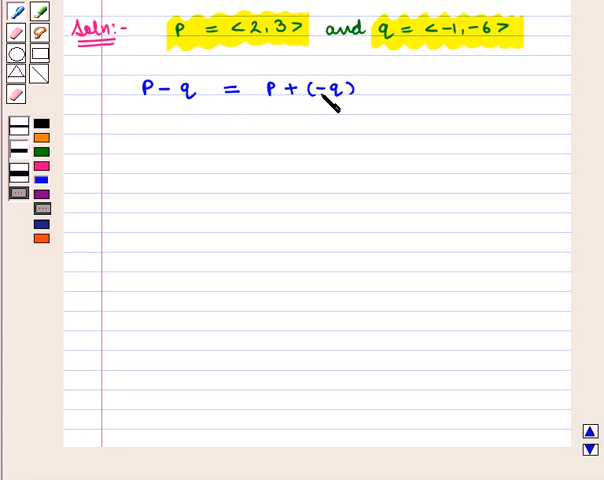 Soln:- p = <2,3> and q = <-1,-6>
p - q = p + (-q)